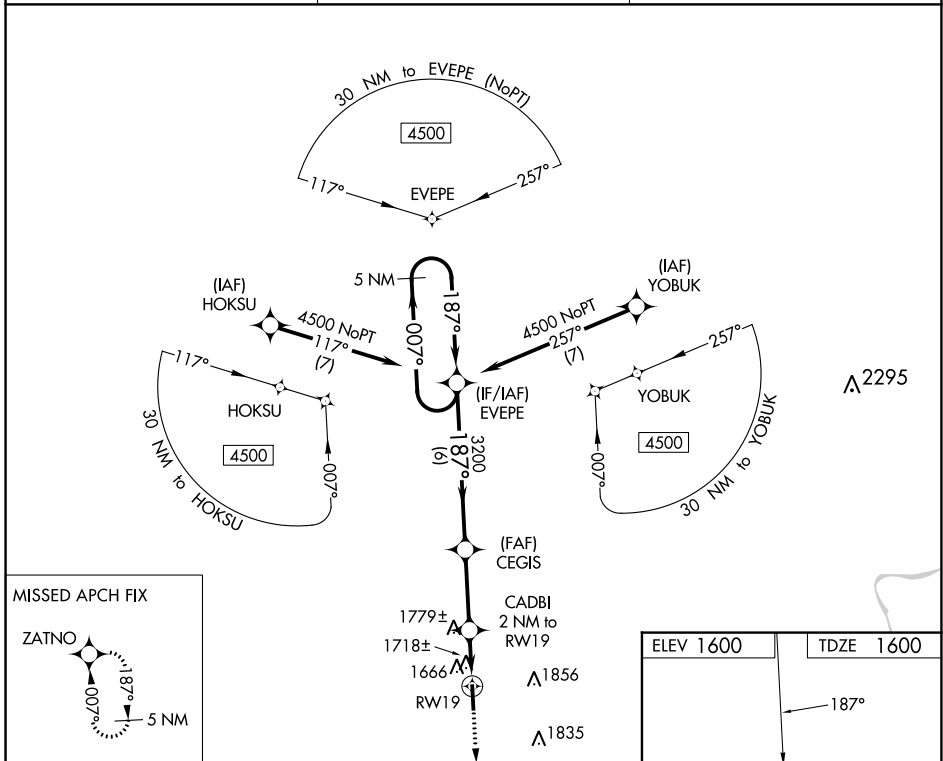 30 NM to EVEPE (NoPT)
4500
117°
257°
EVEPE
5 NM
187°
007°
(IAF)
HOKSU
4500 NoPT
117°
(7)
(IAF)
YOBUK
4500 NoPT
257°
(7)
(IF/IAF)
EVEPE
117°
HOKSU
4500
007°
30 NM to HOKSU
257°
YOBUK
4500
007°
30 NM to YOBUK
2295
3200
187°
(6)
(FAF)
CEGIS
CADBI
2 NM to
RW19
1779±
1718±
1666
RW19
1856
1835
MISSED APCH FIX
ZATNO
187°
007°
5 NM
ELEV 1600
TDZE 1600
187°